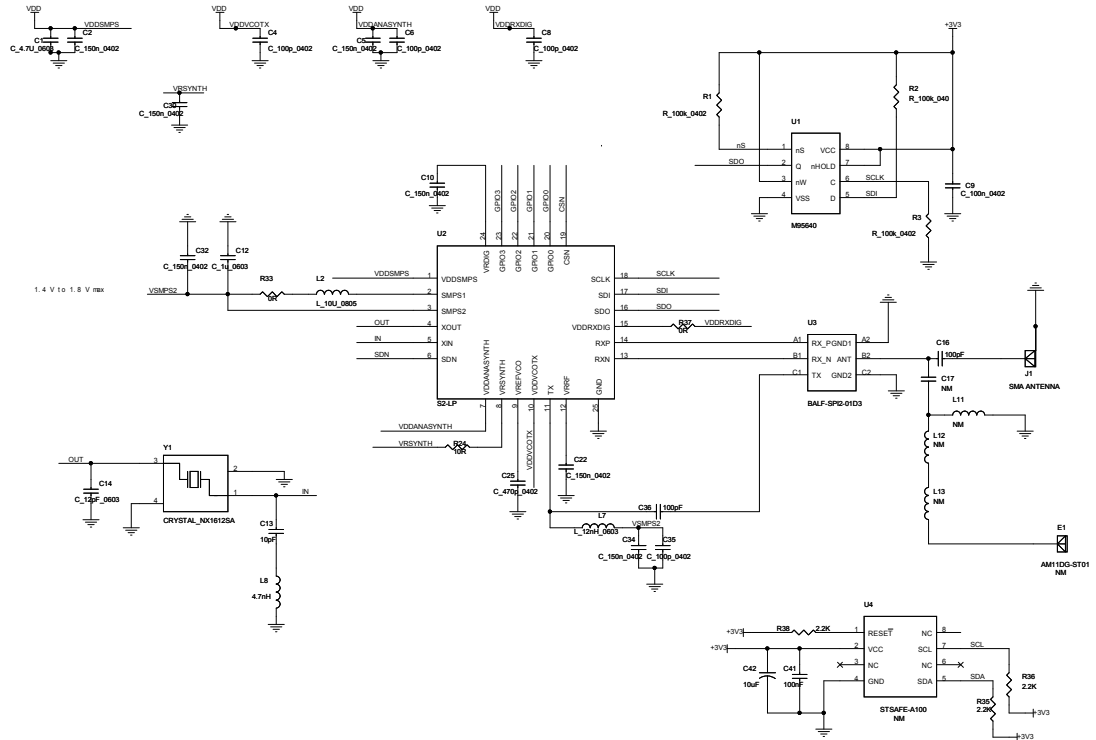 VDD
VDDSMPS
C1
C_4.7U_0603
C2
C_150n_0402
VDD
VDDVCOTX
C4
C_100p_0402
VDD
VDDANASYNTH
C5
C_150n_0402
C6
C_100p_0402
VDD
VDDRXDIG
C8
C_100p_0402
VRSYNTH
C30
C_150n_0402
+3V3
R1
R_100k_0402
R2
R_100k_040
U1
nS
1
nS
VCC
8
SDO
2
Q
nHOLD
7
3
nW
C
6
SCLK
4
VSS
D
5
SDI
M95640
C9
C_100n_0402
R3
R_100k_0402
C10
C_150n_0402
GPIO3
GPIO2
GPIO1
GPIO0
CSN
U2
24
23
22
21
20
19
VRDIG
GPIO3
GPIO2
GPIO1
GPIO0
CSN
C32
C_150n_0402
C12
C_1u_0603
1.4 V to 1.8 V max
VSMPS2
R33
0R
L2
L_10U_0805
VDDSMPS
1
VDDSMPS
2
SMPS1
3
SMPS2
OUT
4
XOUT
IN
5
XIN
SDN
6
SDN
SCLK
18
SCLK
SDI
17
SDI
SDO
16
SDO
VDDRXDIG
15
R37
0R
VDDRXDIG
RXP
14
RXN
13
VDDANASYNTH
VRSYNTH
VREFVCO
VDDVCOTX
TX
VRRF
GND
S2-LP
7
8
9
10
11
12
25
VDDANASYNTH
VRSYNTH
R24
10R
VDDVCOTX
C25
C_470p_0402
C22
C_150n_0402
U3
A1
RX_P
GND1
A2
B1
RX_N
ANT
B2
C1
TX
GND2
C2
BALF-SPI2-01D3
C16
100pF
J1
SMA ANTENNA
C17
NM
L11
NM
L12
NM
L13
NM
E1
AM11DG-ST01
NM
OUT
Y1
3
2
1
4
IN
C14
C_12pF_0603
CRYSTAL_NX1612SA
C13
10pF
L8
4.7nH
C36
100pF
L7
L_12nH_0603
VSMPS2
C34
C_150n_0402
C35
C_100p_0402
U4
+3V3
R38
2.2K
1
RESET
NC
8
+3V3
2
VCC
SCL
7
SCL
3
NC
NC
6
4
GND
SDA
5
SDA
C42
10uF
C41
100nF
STSAFE-A100
NM
R36
2.2K
R35
2.2K
+3V3
+3V3